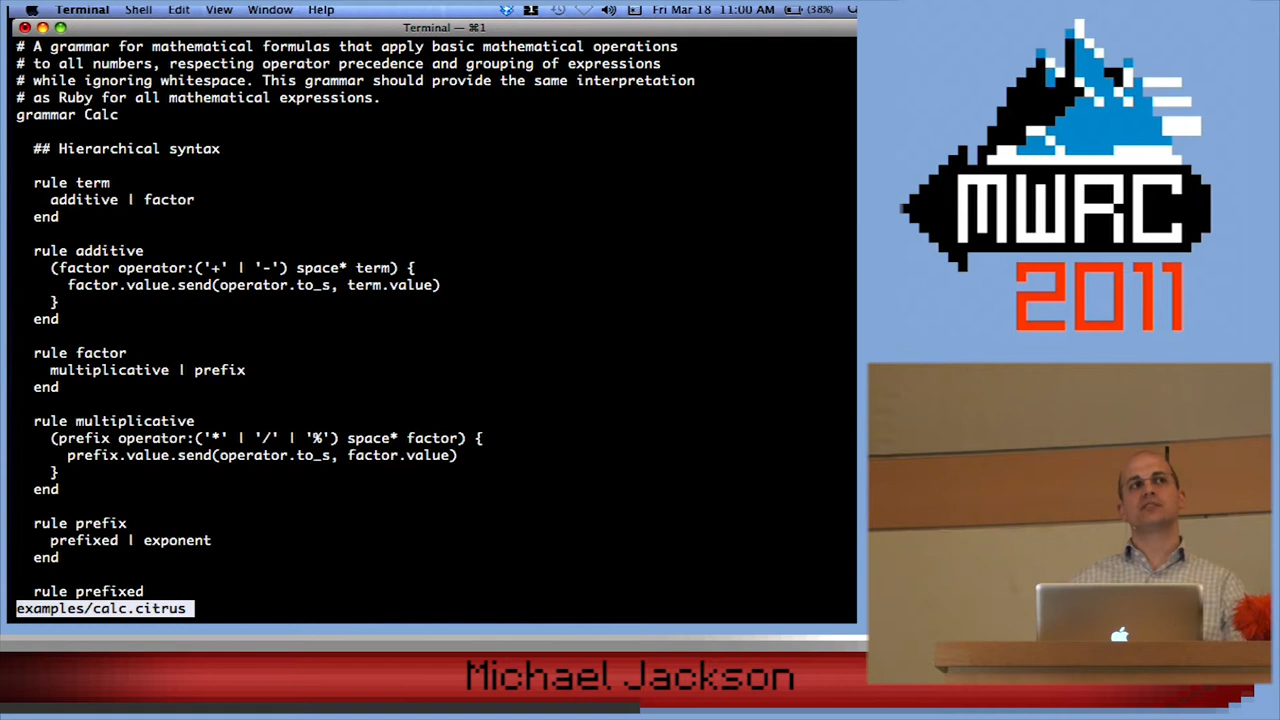 Terminal Shell Edit View Window Help Fri Mar 18 11:00 AM (38%)
Terminal — ⌘1
# A grammar for mathematical formulas that apply basic mathematical operations
# to all numbers, respecting operator precedence and grouping of expressions
# while ignoring whitespace. This grammar should provide the same interpretation
# as Ruby for all mathematical expressions.
grammar Calc
## Hierarchical syntax
rule term
additive | factor
end
rule additive
(factor operator:('+' | '-') space* term) {
factor.value.send(operator.to_s, term.value)
}
end
rule factor
multiplicative | prefix
end
rule multiplicative
(prefix operator:('*' | '/' | '%') space* factor) {
prefix.value.send(operator.to_s, factor.value)
}
end
rule prefix
prefixed | exponent
end
rule prefixed
examples/calc.citrus
MWRC
2011
Michael Jackson